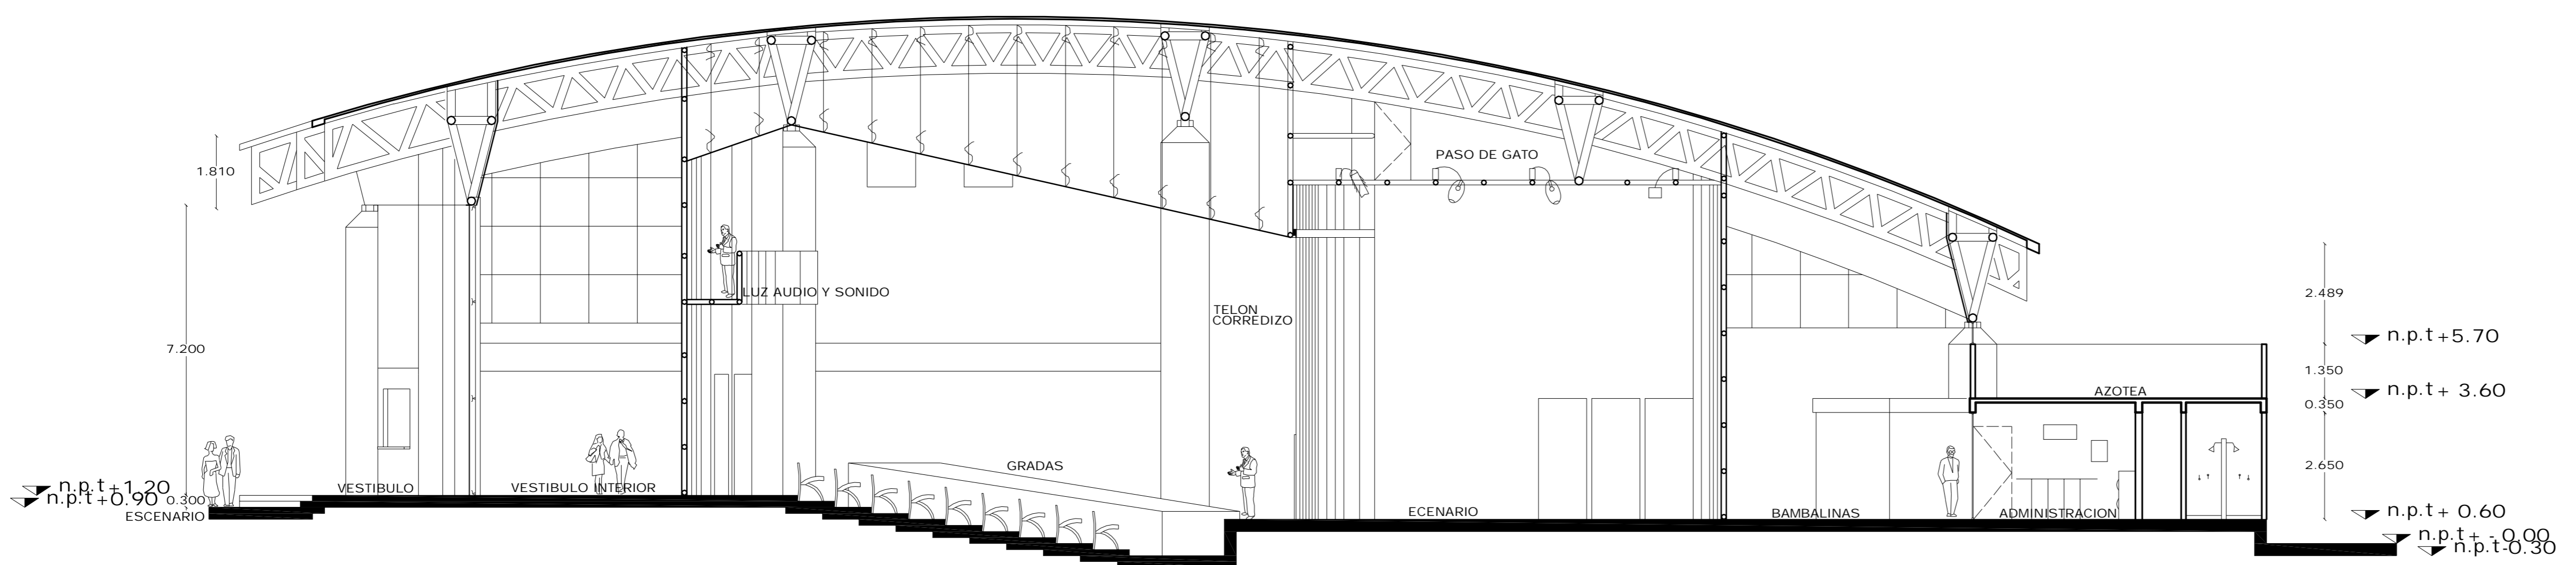 PASO DE GATO
1.810
LUZ AUDIO Y SONIDO
2.489
TELON
CORREDIZO
n.p.t+5.70
7.200
1.350
n.p.t+ 3.60
AZOTEA
0.350
GRADAS
2.650
n.p.t+1.20
VESTIBULO
VESTIBULO INTERIOR
n.p.t+0.90
0.300
ESCENARIO
ECENARIO
BAMBALINAS
ADMINISTRACION
n.p.t+ 0.60
n.p.t+ - 0.00
n.p.t-0.30